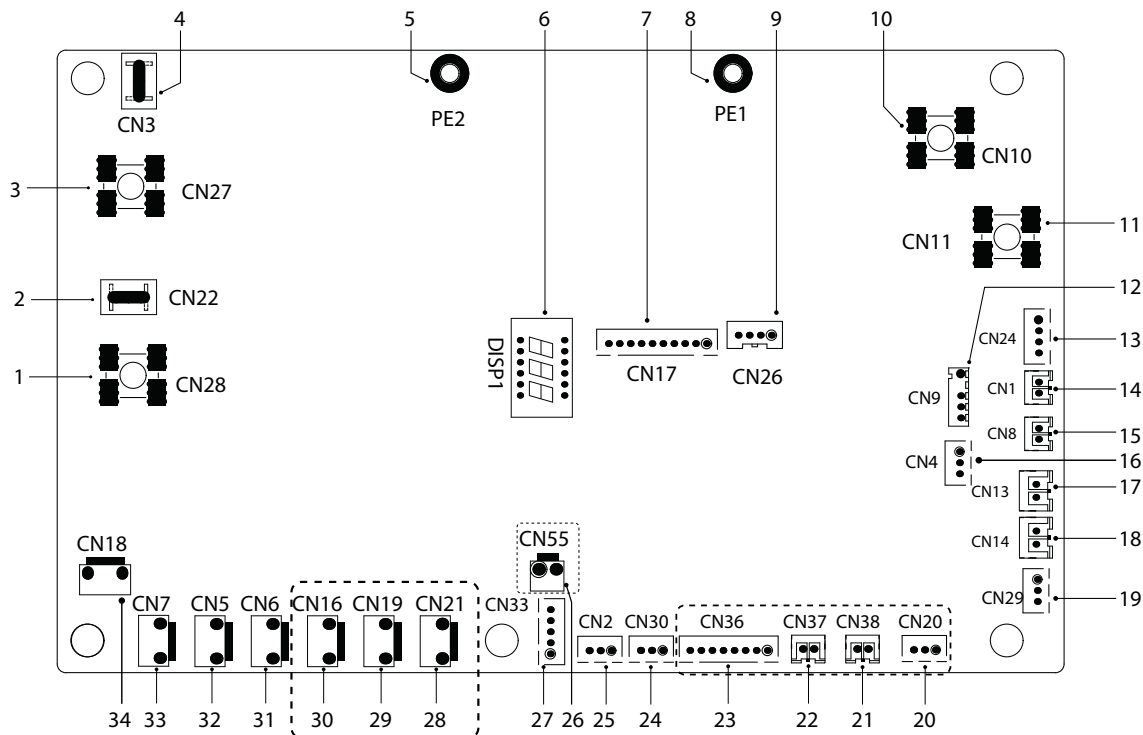 4 5 6 7 8 9 10
CN3 PE2 PE1
CN10
3 CN27
CN11 11
2 CN22
12
DISP1
CN24 13
CN17 CN26
1 CN28
CN9 CN1 14
CN8 15
CN4 16
CN13 17
CN14 18
CN18 CN55
CN29 19
CN7 CN5 CN6 CN16 CN19 CN21 CN33 CN2 CN30 CN36 CN37 CN38 CN20
34 33 32 31 30 29 28 27 26 25 24 23 22 21 20